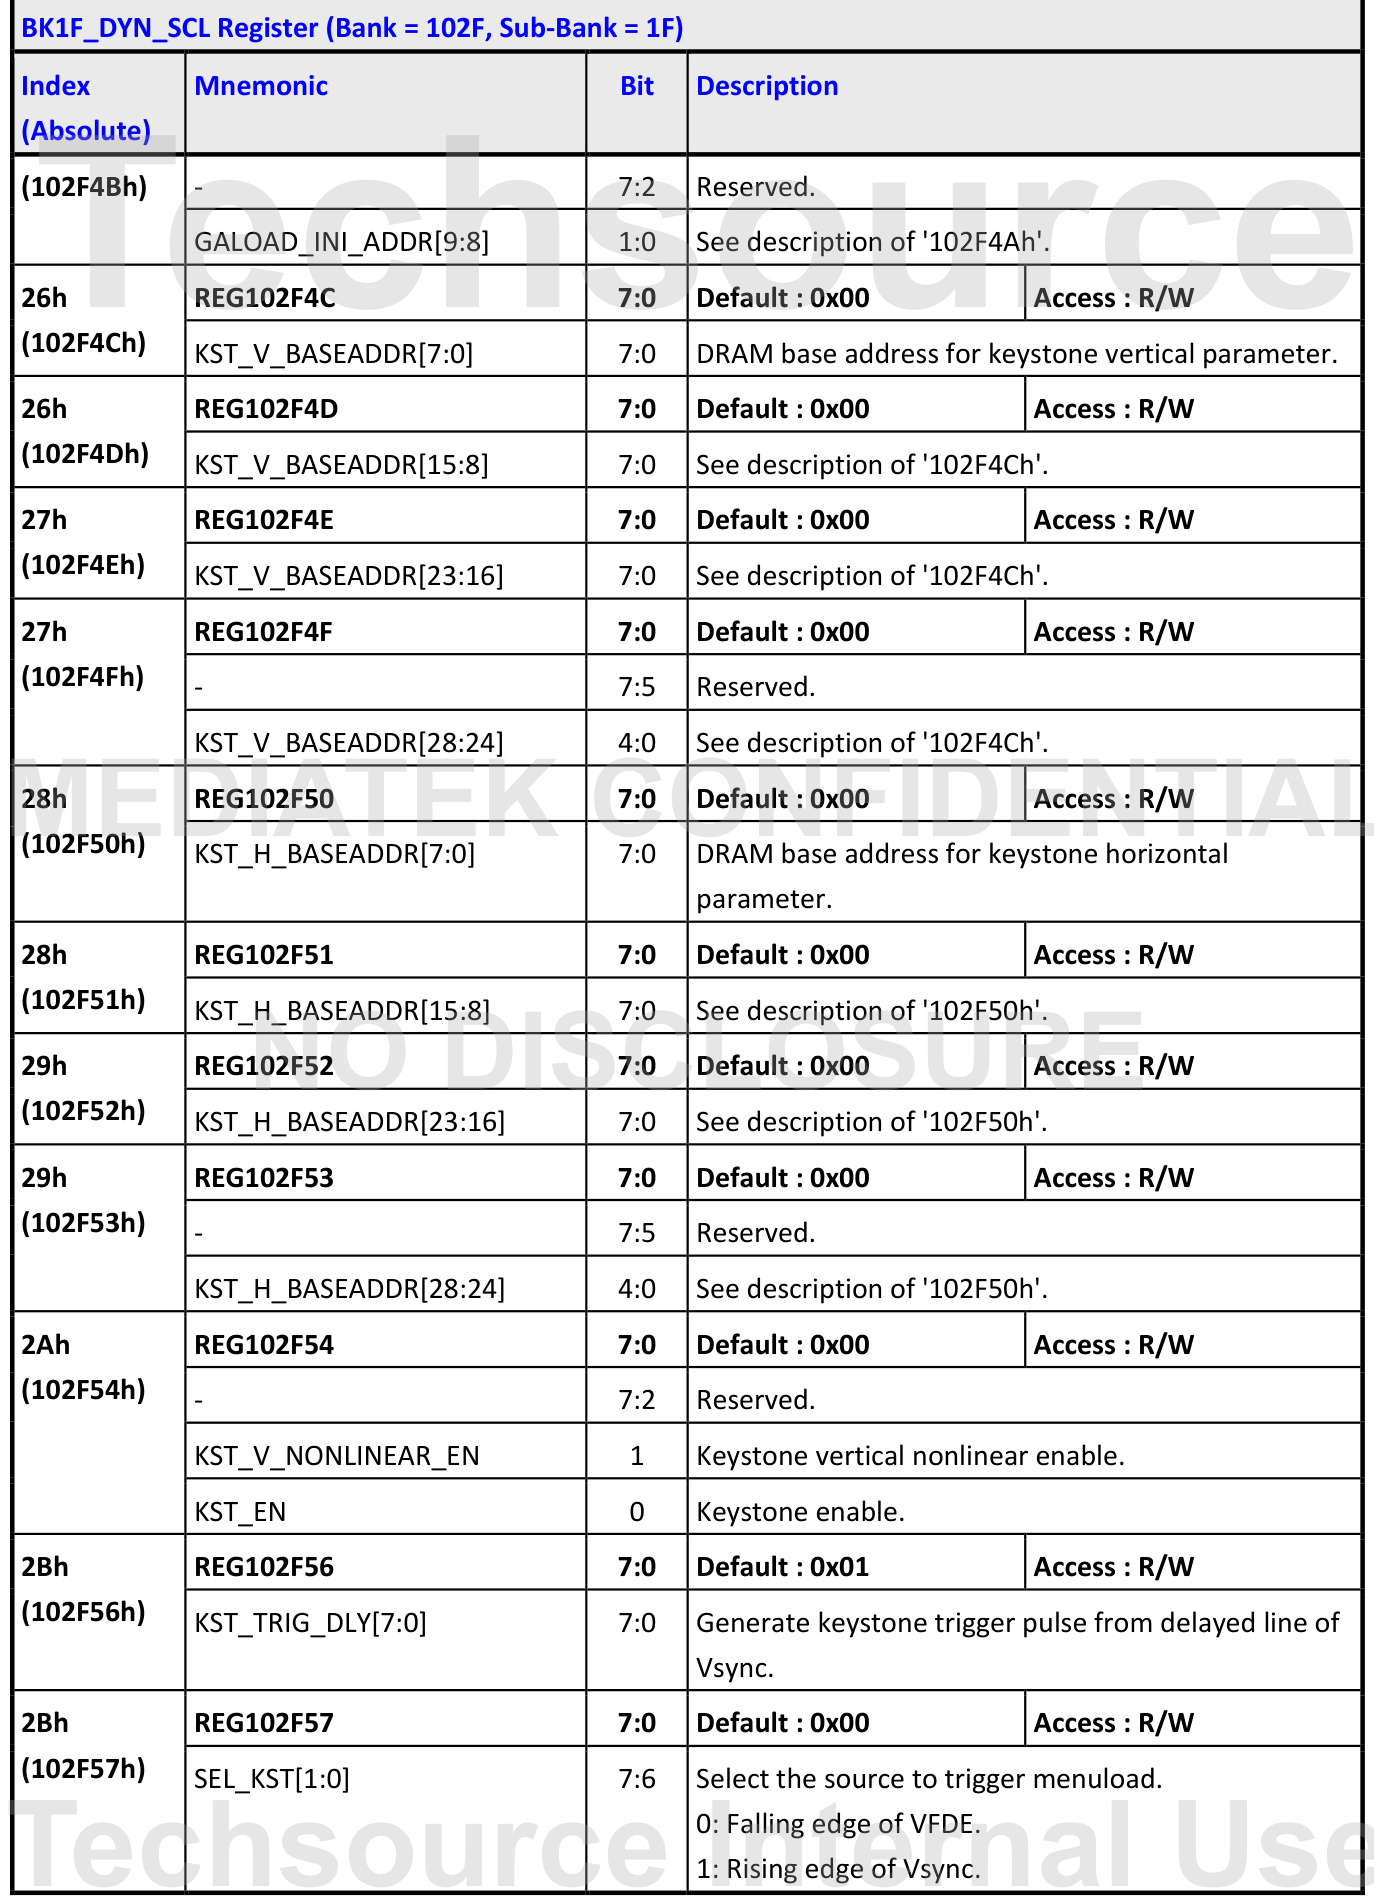 BK1F_DYN_SCL Register (Bank = 102F, Sub-Bank = 1F)
Index (Absolute) Mnemonic Bit Description
(102F4Bh) - 7:2 Reserved.
GALOAD_INI_ADDR[9:8] 1:0 See description of '102F4Ah'.
26h REG102F4C 7:0 Default : 0x00 Access : R/W
(102F4Ch) KST_V_BASEADDR[7:0] 7:0 DRAM base address for keystone vertical parameter.
26h REG102F4D 7:0 Default : 0x00 Access : R/W
(102F4Dh) KST_V_BASEADDR[15:8] 7:0 See description of '102F4Ch'.
27h REG102F4E 7:0 Default : 0x00 Access : R/W
(102F4Eh) KST_V_BASEADDR[23:16] 7:0 See description of '102F4Ch'.
27h REG102F4F 7:0 Default : 0x00 Access : R/W
(102F4Fh) - 7:5 Reserved.
KST_V_BASEADDR[28:24] 4:0 See description of '102F4Ch'.
28h REG102F50 7:0 Default : 0x00 Access : R/W
(102F50h) KST_H_BASEADDR[7:0] 7:0 DRAM base address for keystone horizontal
parameter.
28h REG102F51 7:0 Default : 0x00 Access : R/W
(102F51h) KST_H_BASEADDR[15:8] 7:0 See description of '102F50h'.
29h REG102F52 7:0 Default : 0x00 Access : R/W
(102F52h) KST_H_BASEADDR[23:16] 7:0 See description of '102F50h'.
29h REG102F53 7:0 Default : 0x00 Access : R/W
(102F53h) - 7:5 Reserved.
KST_H_BASEADDR[28:24] 4:0 See description of '102F50h'.
2Ah REG102F54 7:0 Default : 0x00 Access : R/W
(102F54h) - 7:2 Reserved.
KST_V_NONLINEAR_EN 1 Keystone vertical nonlinear enable.
KST_EN 0 Keystone enable.
2Bh REG102F56 7:0 Default : 0x01 Access : R/W
(102F56h) KST_TRIG_DLY[7:0] 7:0 Generate keystone trigger pulse from delayed line of
Vsync.
2Bh REG102F57 7:0 Default : 0x00 Access : R/W
(102F57h) SEL_KST[1:0] 7:6 Select the source to trigger menuload.
0: Falling edge of VFDE.
1: Rising edge of Vsync.
Techsource
MEDIATEK CONFIDENTIAL
NO DISCLOSURE
Techsource Internal Use